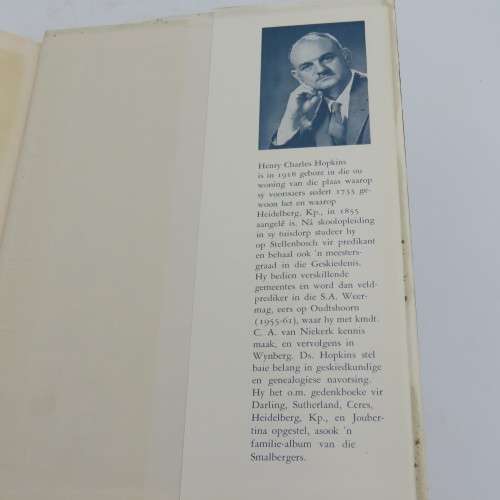 Henry Charles Hopkins
is in 1918 gebore in die ou
woning van die plaas waarop
sy voorouers sedert 1733 ge-
woon het en waarop
Heidelberg, Kp., in 1855
aangelê is. Ná skoolopleiding
in sy tuisdorp studeer hy
op Stellenbosch vir predikant
en behaal ook 'n meesters-
graad in die Geskiedenis.
Hy bedien verskillende
gemeentes en word dan veld-
prediker in die S.A. Weer-
mag, eers op Oudtshoorn
(1955-61), waar hy met kmdt.
C. A. van Niekerk kennis
maak, en vervolgens in
Wynberg. Ds. Hopkins stel
baie belang in geskiedkundige
en genealogiese navorsing.
Hy het o.m. gedenkboeke vir
Darling, Sutherland, Ceres,
Heidelberg, Kp., en Jouber-
tina opgestel, asook 'n
familie-album van die
Smalbergers.